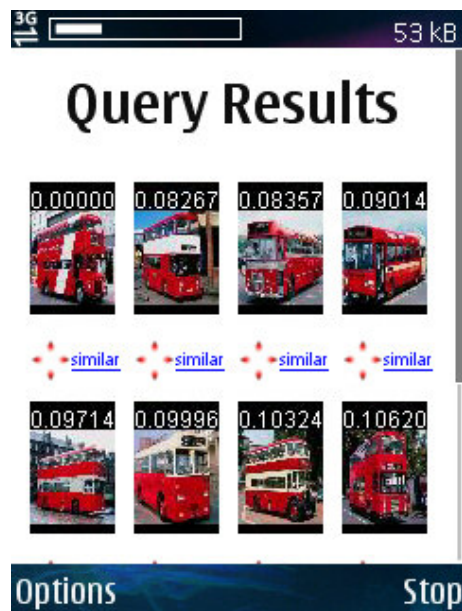 3G
53 kB
Query Results
0.00000 0.08267 0.08357 0.09014
similar similar similar similar
0.09714 0.09996 0.10324 0.10620
Options Stop